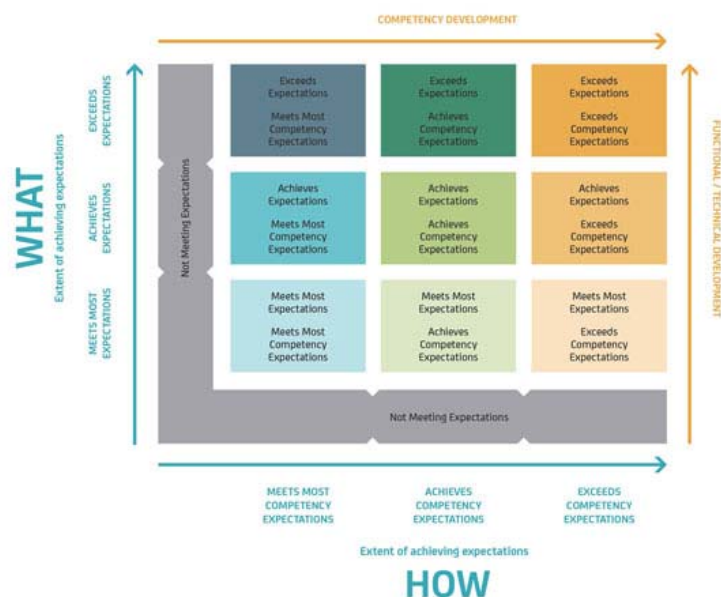 COMPETENCY DEVELOPMENT
WHAT
Extent of achieving expectations
EXCEEDS
EXPECTATIONS
ACHIEVES
EXPECTATIONS
MEETS MOST
EXPECTATIONS
Not Meeting Expectations
Exceeds
Expectations
Meets Most
Competency
Expectations
Exceeds
Expectations
Achieves
Competency
Expectations
Exceeds
Expectations
Exceeds
Competency
Expectations
Achieves
Expectations
Meets Most
Competency
Expectations
Achieves
Expectations
Achieves
Competency
Expectations
Achieves
Expectations
Exceeds
Competency
Expectations
Meets Most
Expectations
Meets Most
Competency
Expectations
Meets Most
Expectations
Achieves
Competency
Expectations
Meets Most
Expectations
Exceeds
Competency
Expectations
FUNCTIONAL / TECHNICAL DEVELOPMENT
Not Meeting Expectations
MEETS MOST
COMPETENCY
EXPECTATIONS
ACHIEVES
COMPETENCY
EXPECTATIONS
EXCEEDS
COMPETENCY
EXPECTATIONS
Extent of achieving expectations
HOW